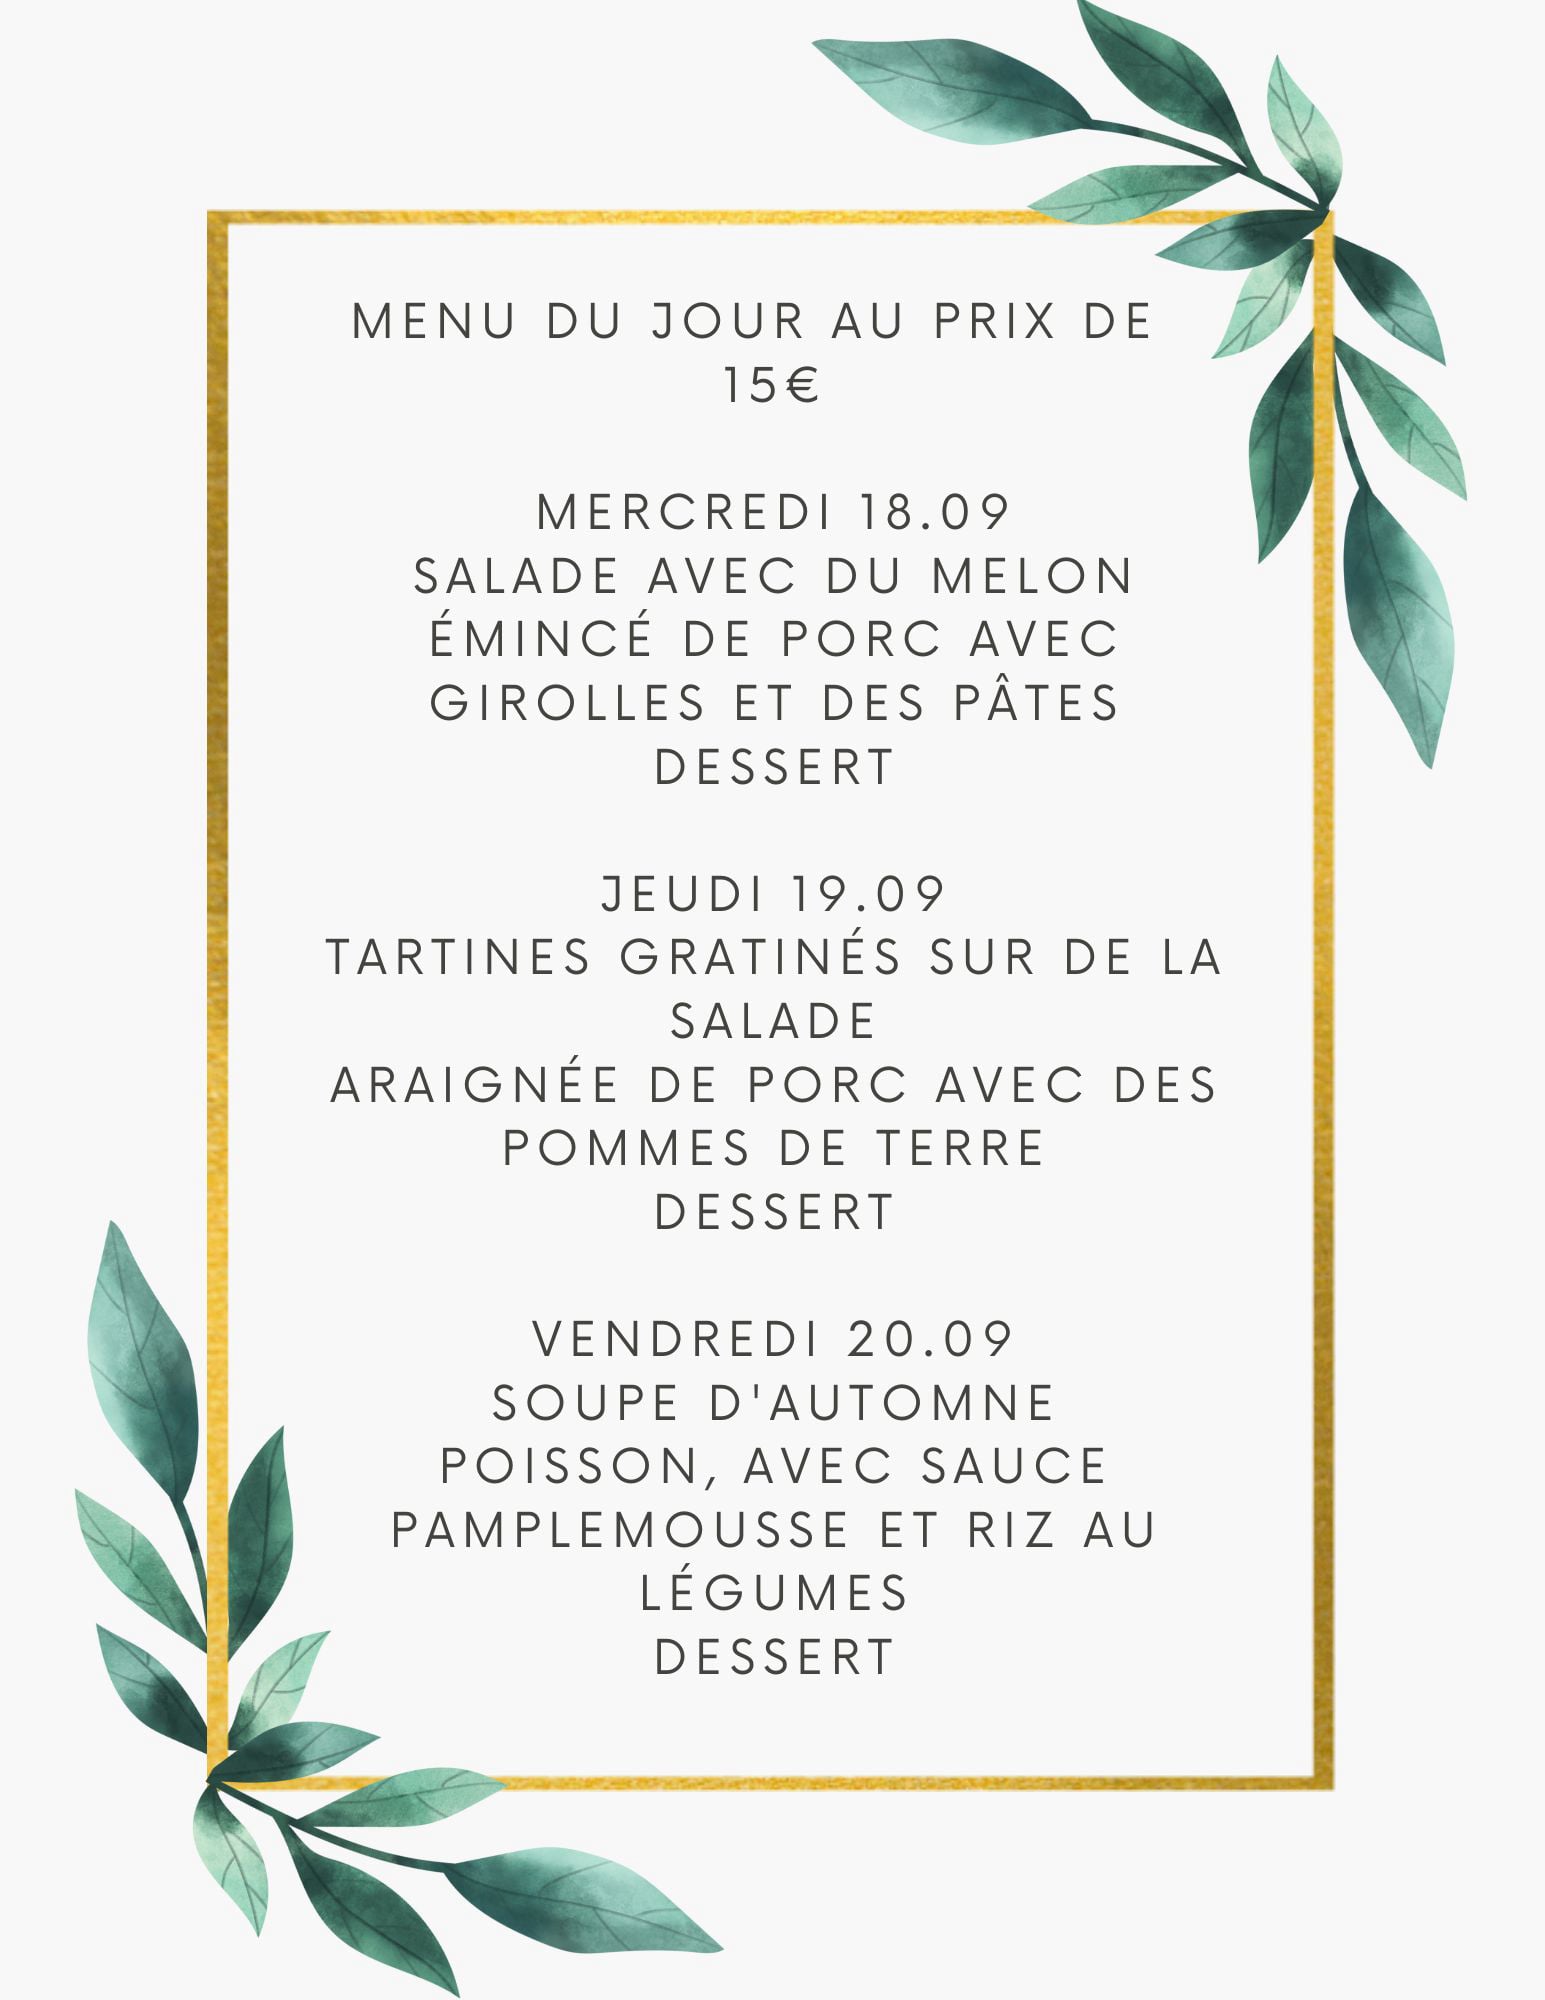 MENU DU JOUR AU PRIX DE
15€
MERCREDI 18.09
SALADE AVEC DU MELON
ÉMINCÉ DE PORC AVEC
GIROLLES ET DES PÂTES
DESSERT
JEUDI 19.09
TARTINES GRATINÉS SUR DE LA
SALADE
ARAIGNÉE DE PORC AVEC DES
POMMES DE TERRE
DESSERT
VENDREDI 20.09
SOUPE D'AUTOMNE
POISSON, AVEC SAUCE
PAMPLEMOUSSE ET RIZ AU
LÉGUMES
DESSERT